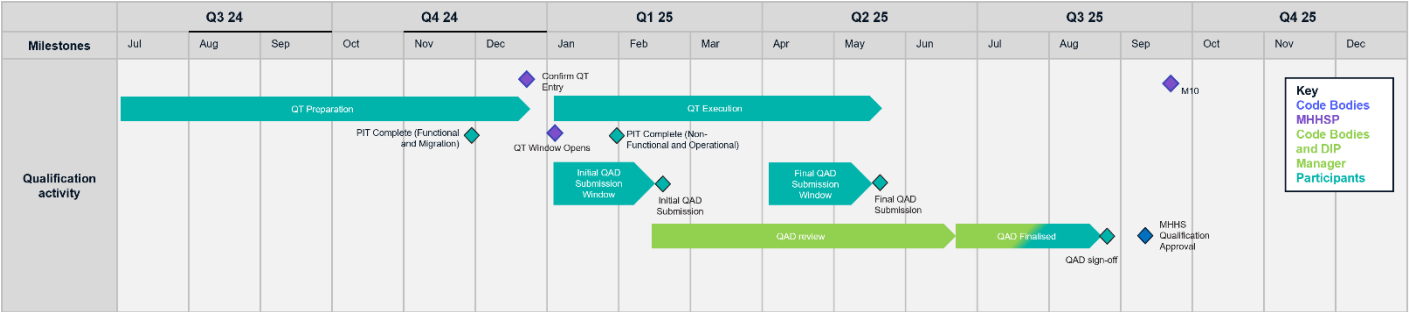 Q3 24 Q4 24 Q1 25 Q2 25 Q3 25 Q4 25
Milestones Jul Aug Sep Oct Nov Dec Jan Feb Mar Apr May Jun Jul Aug Sep Oct Nov Dec
Qualification
activity
Confirm QT
Entry
QT Preparation
QT Execution
PIT Complete (Functional
and Migration)
QT Window Opens
PIT Complete (Non-
Functional and Operational)
Initial QAD
Submission
Window
Initial QAD
Submission
Final QAD
Submission
Window
Final QAD
Submission
QAD review
QAD Finalised
QAD sign-off
MHHS
Qualification
Approval
M10
Key
Code Bodies
MHHSP
Code Bodies
and DIP
Manager
Participants